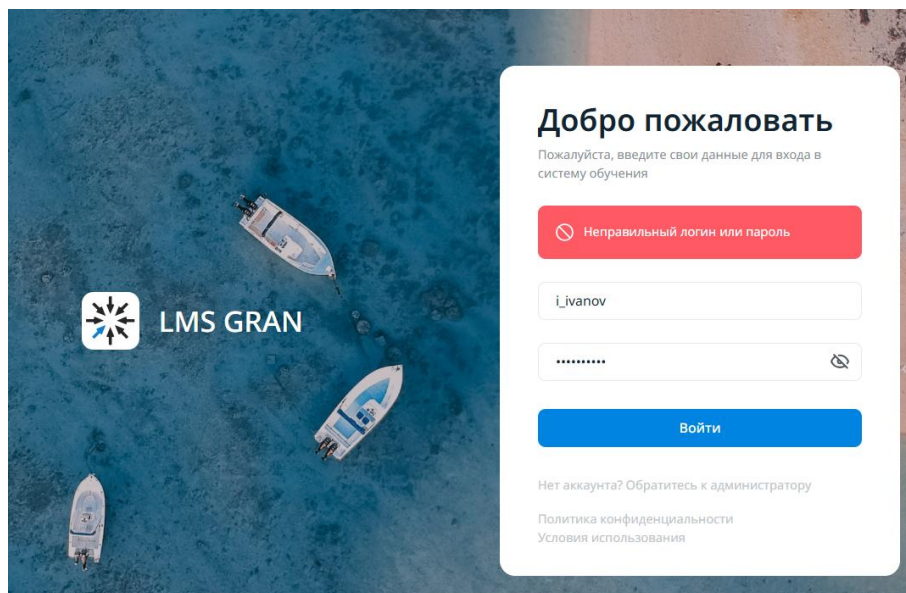 Добро пожаловать
Пожалуйста, введите свои данные для входа в
систему обучения
Неправильный логин или пароль
i_ivanov
••••••••••
LMS GRAN
Войти
Нет аккаунта? Обратитесь к администратору
Политика конфиденциальности
Условия использования